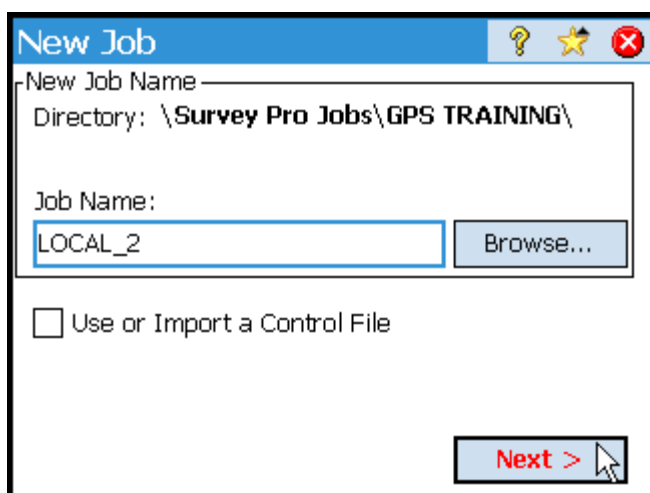 New Job
New Job Name
Directory: \Survey Pro Jobs\GPS TRAINING\
Job Name:
LOCAL_2
Browse...
Use or Import a Control File
Next >